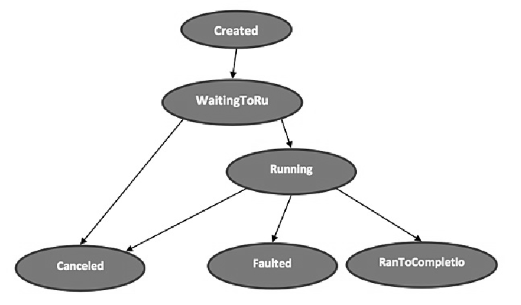 Created
WaitingToRu
Running
Canceled
Faulted
RanToCompletio